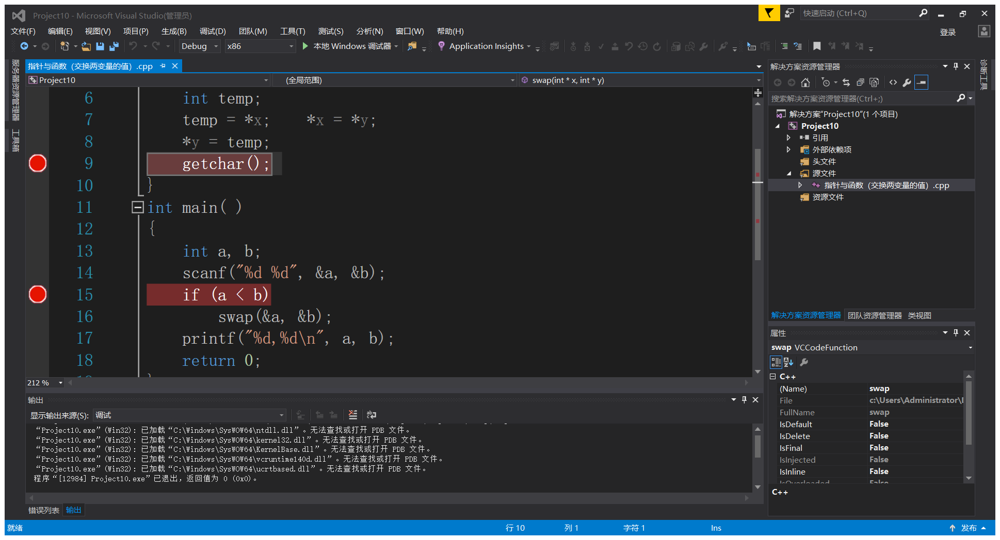 Project10 - Microsoft Visual Studio(管理员)
快速启动 (Ctrl+Q)
文件(F) 编辑(E) 视图(V) 项目(P) 生成(B) 调试(D) 团队(M) 工具(T) 测试(S) 分析(N) 窗口(W) 帮助(H)
登录
Debug x86 本地 Windows 调试器 Application Insights
服务器资源管理器
工具箱
指针与函数（交换两变量的值）.cpp
Project10 (全局范围) swap(int * x, int * y)
6 int temp;
7 temp = *x; *x = *y;
8 *y = temp;
9 getchar();
10 }
11 int main( )
12 {
13 int a, b;
14 scanf("%d %d", &a, &b);
15 if (a < b)
16 swap(&a, &b);
17 printf("%d,%d\n", a, b);
18 return 0;
212 %
输出
显示输出来源(S): 调试
“Project10.exe”(Win32): 已加载“C:\Windows\SysWOW64\ntdll.dll”。无法查找或打开 PDB 文件。
“Project10.exe”(Win32): 已加载“C:\Windows\SysWOW64\kernel32.dll”。无法查找或打开 PDB 文件。
“Project10.exe”(Win32): 已加载“C:\Windows\SysWOW64\KernelBase.dll”。无法查找或打开 PDB 文件。
“Project10.exe”(Win32): 已加载“C:\Windows\SysWOW64\vcruntime140d.dll”。无法查找或打开 PDB 文件。
“Project10.exe”(Win32): 已加载“C:\Windows\SysWOW64\ucrtbased.dll”。无法查找或打开 PDB 文件。
程序“[12984] Project10.exe”已退出，返回值为 0 (0x0)。
错误列表 输出
解决方案资源管理器
搜索解决方案资源管理器(Ctrl+;)
解决方案“Project10”(1 个项目)
Project10
引用
外部依赖项
头文件
源文件
指针与函数（交换两变量的值）.cpp
资源文件
解决方案资源管理器 团队资源管理器 类视图
属性
swap VCCodeFunction
C++
(Name) swap
File c:\Users\Administrator\
FullName swap
IsDefault False
IsDelete False
IsFinal False
IsInjected False
IsInline False
IsOverloaded False
C++
诊断工具
就绪 行 10 列 1 字符 1 Ins 发布